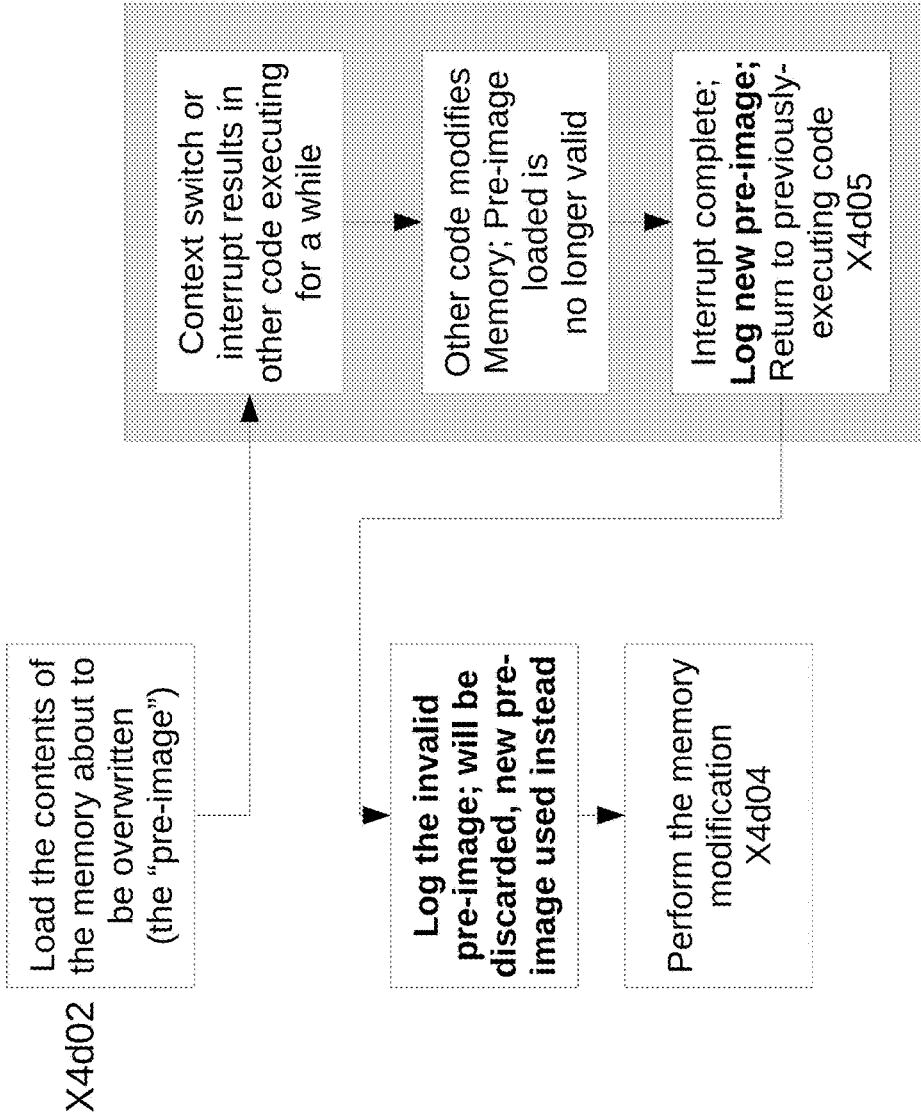 X4d02
Load the contents of
the memory about to
be overwritten
(the “pre-image”)
Context switch or
interrupt results in
other code executing
for a while
Other code modifies
Memory; Pre-image
loaded is
no longer valid
Interrupt complete;
Log new pre-image;
Return to previously-
executing code
X4d05
Log the invalid
pre-image; will be
discarded, new pre-
image used instead
Perform the memory
modification
X4d04